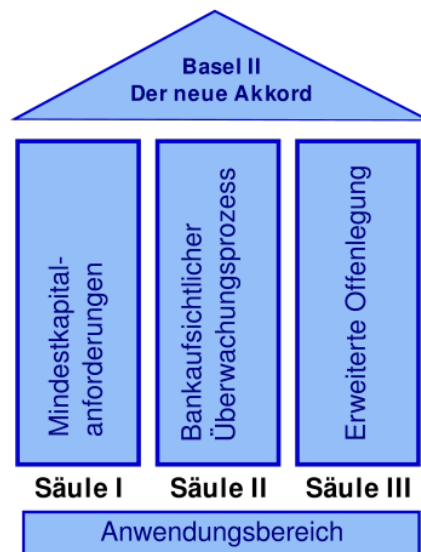 Basel II
Der neue Akkord
Mindestkapital-
anforderungen
Bankaufsichtlicher
Überwachungsprozess
Erweiterte Offenlegung
Säule I
Säule II
Säule III
Anwendungsbereich